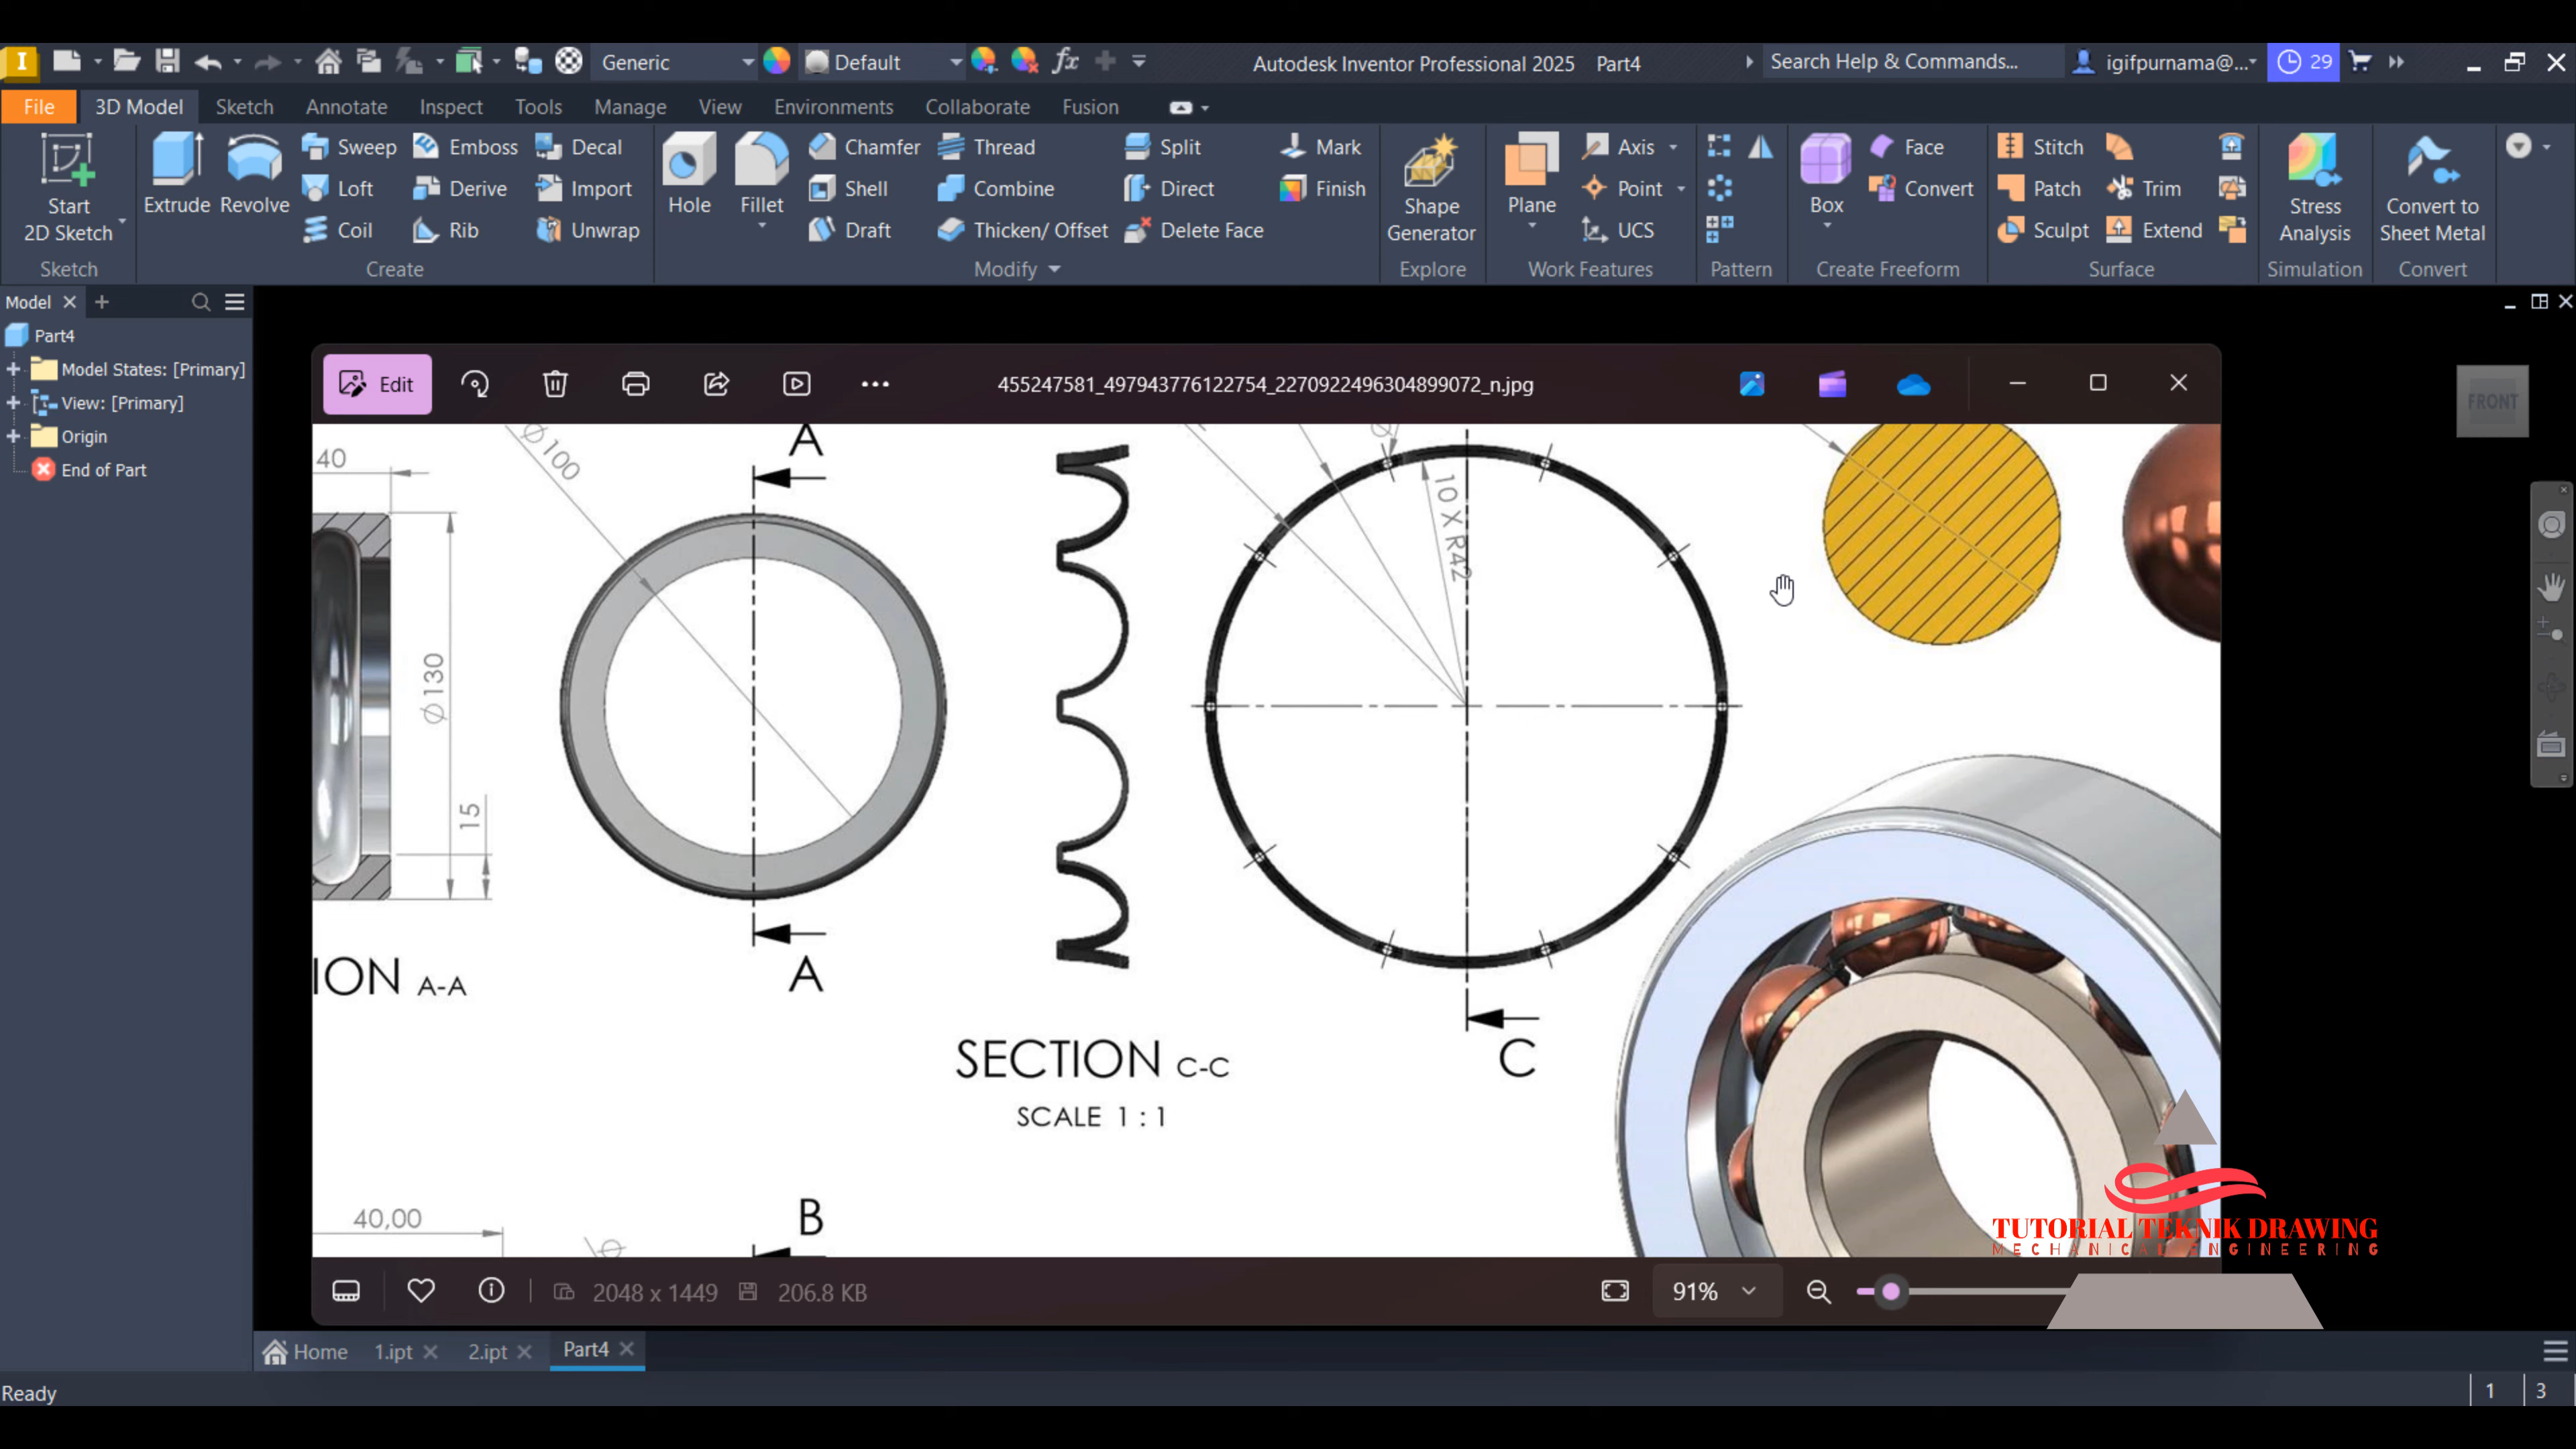 Generic Default Autodesk Inventor Professional 2025 Part4 Search Help & Commands... igifpurnama@... 29
File 3D Model Sketch Annotate Inspect Tools Manage View Environments Collaborate Fusion
Start 2D Sketch
Extrude Revolve
Sweep Emboss Decal
Loft Derive Import
Coil Rib Unwrap
Hole Fillet
Chamfer Thread Split Mark
Shell Combine Direct Finish
Draft Thicken/ Offset Delete Face
Shape Generator
Plane
Axis
Point
UCS
Box
Face
Convert
Stitch
Patch Trim
Sculpt Extend
Stress Analysis
Convert to Sheet Metal
Sketch Create Modify Explore Work Features Pattern Create Freeform Surface Simulation Convert
Model
Part4
Model States: [Primary]
View: [Primary]
Origin
End of Part
FRONT
Edit 455247581_497943776122754_2270922496304899072_n.jpg
40
Ø100
A
10 X R42
Ø130
15
ION A-A
A
SECTION C-C
SCALE 1 : 1
C
40,00
B
Ø
TUTORIAL TEKNIK DRAWING
MECHANICAL ENGINEERING
2048 x 1449 206.8 KB 91%
Home 1.ipt 2.ipt Part4
Ready 1 3